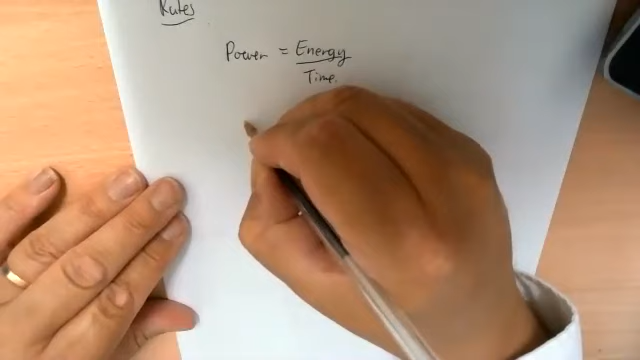 Rates
Power = Energy
Time.